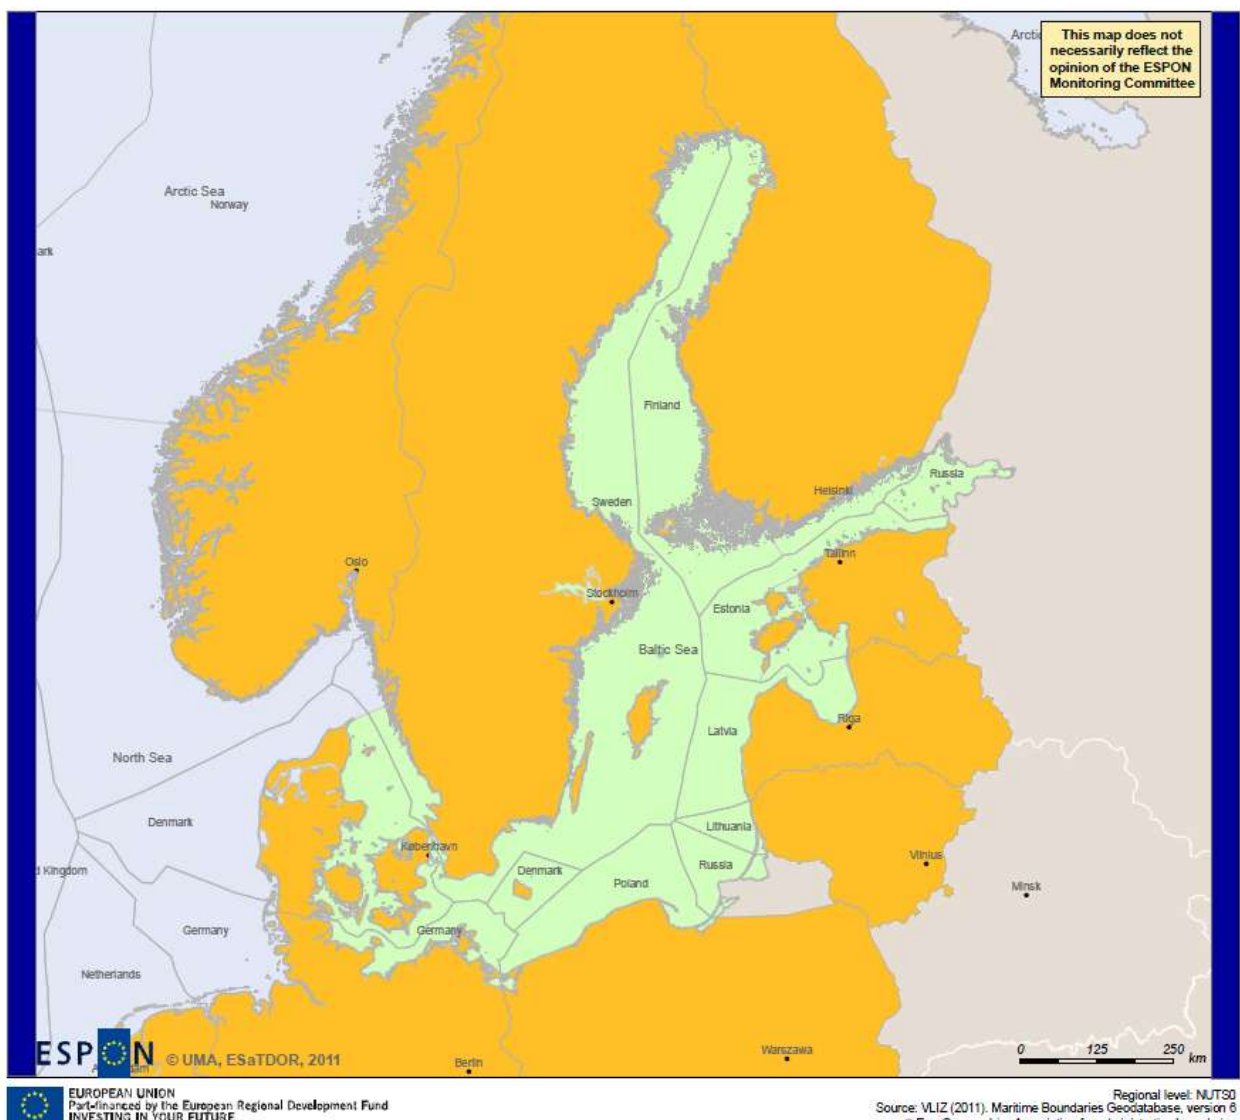 Arctic
This map does not
necessarily reflect the
opinion of the ESPON
Monitoring Committee
Arctic Sea
Norway
ark
Finland
Russia
Helsinki
Sweden
Tallinn
Oslo
Stockholm
Estonia
Baltic Sea
Riga
Latvia
North Sea
Denmark
Lithuania
København
Vilnius
Russia
d Kingdom
Denmark
Poland
Minsk
Germany
Germany
Netherlands
ESPON © UMA, ESaTDOR, 2011
Warszawa
Berlin
0 125 250
km
EUROPEAN UNION
Part-financed by the European Regional Development Fund
INVESTING IN YOUR FUTURE
Regional level: NUTS0
Source: VLIZ (2011). Maritime Boundaries Geodatabase, version 6